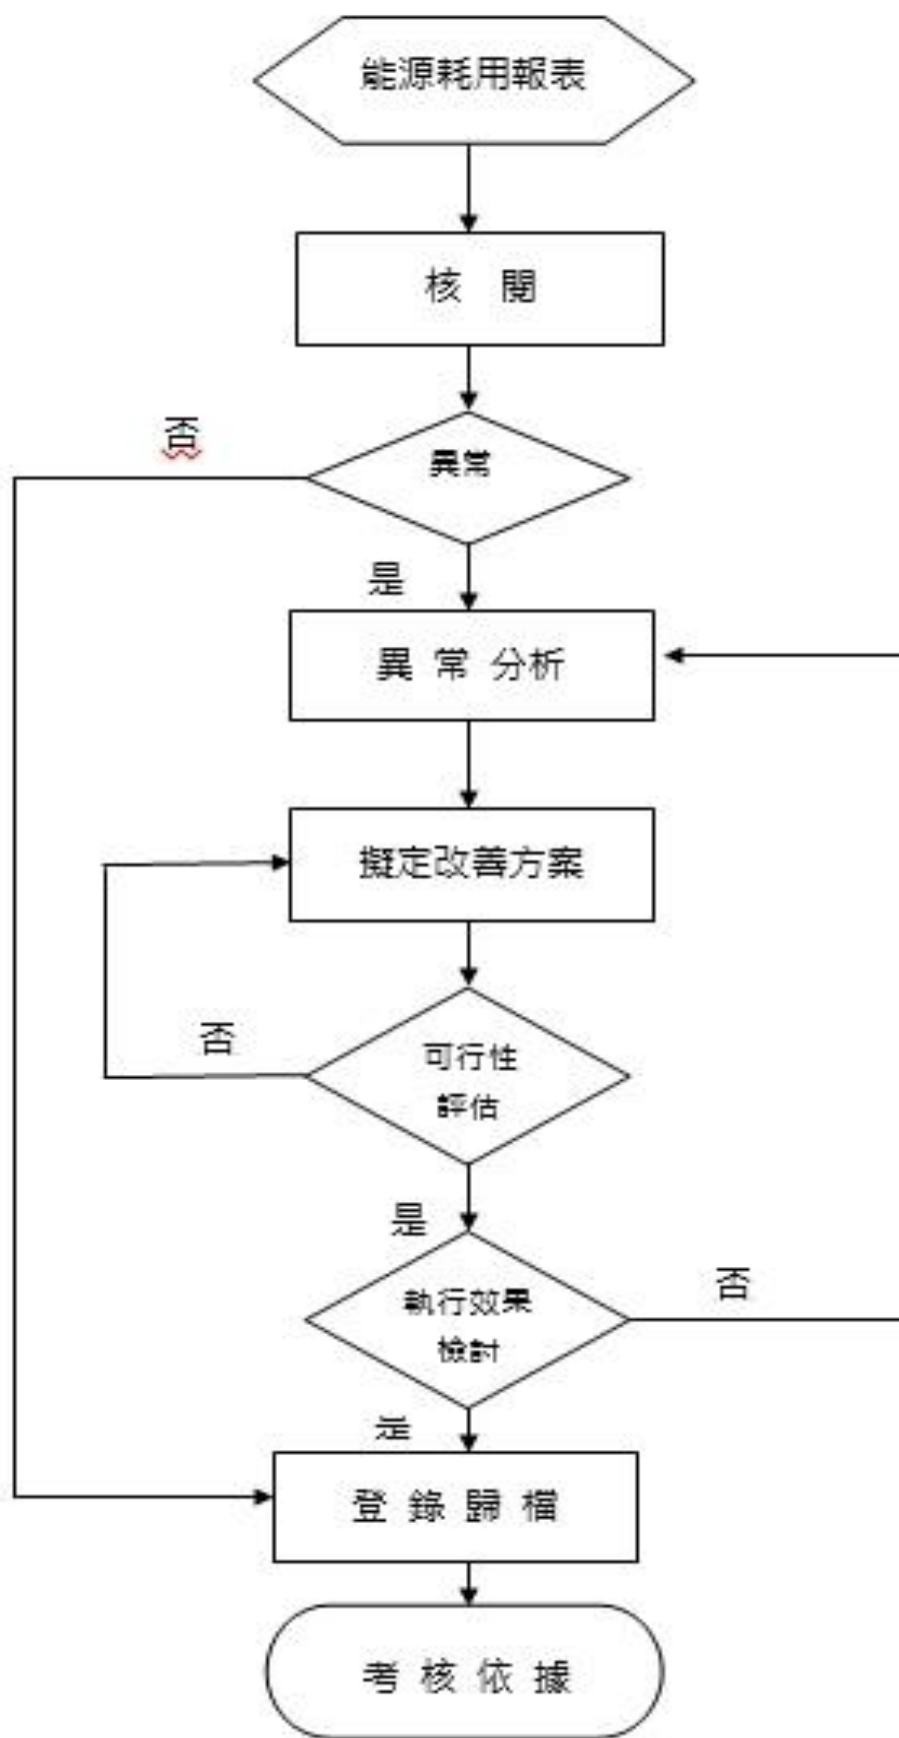 能源耗用報表
核 閱
否
異常
是
異 常 分析
擬定改善方案
否
可行性
評估
是
執行效果
檢討
否
是
登 錄 歸 檔
考 核 依 據